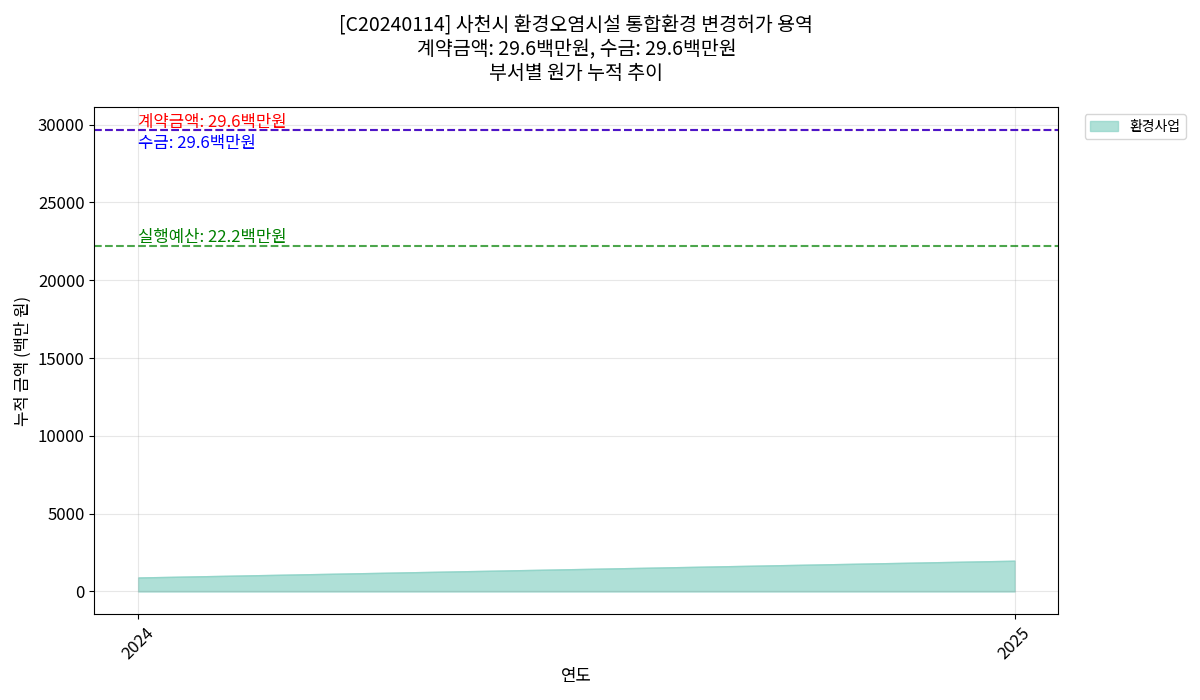 [C20240114] 사천시 환경오염시설 통합환경 변경허가 용역
계약금액: 29.6백만원, 수금: 29.6백만원
부서별 원가 누적 추이
환경사업
계약금액: 29.6백만원
수금: 29.6백만원
실행예산: 22.2백만원
누적 금액 (백만 원)
30000
25000
20000
15000
10000
5000
0
2024
2025
연도